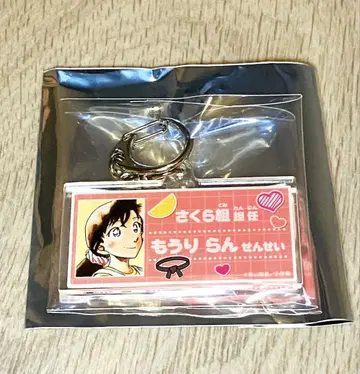 さくら組 担任
もうり らん せんせい